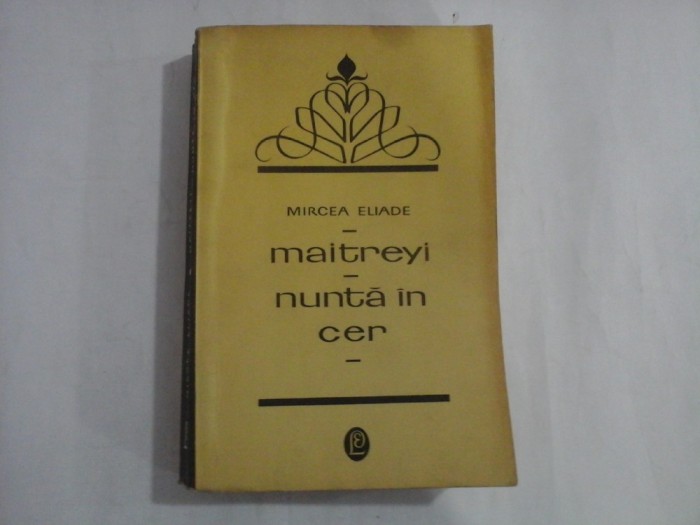 MIRCEA ELIADE
maitreyi
nuntă în
cer